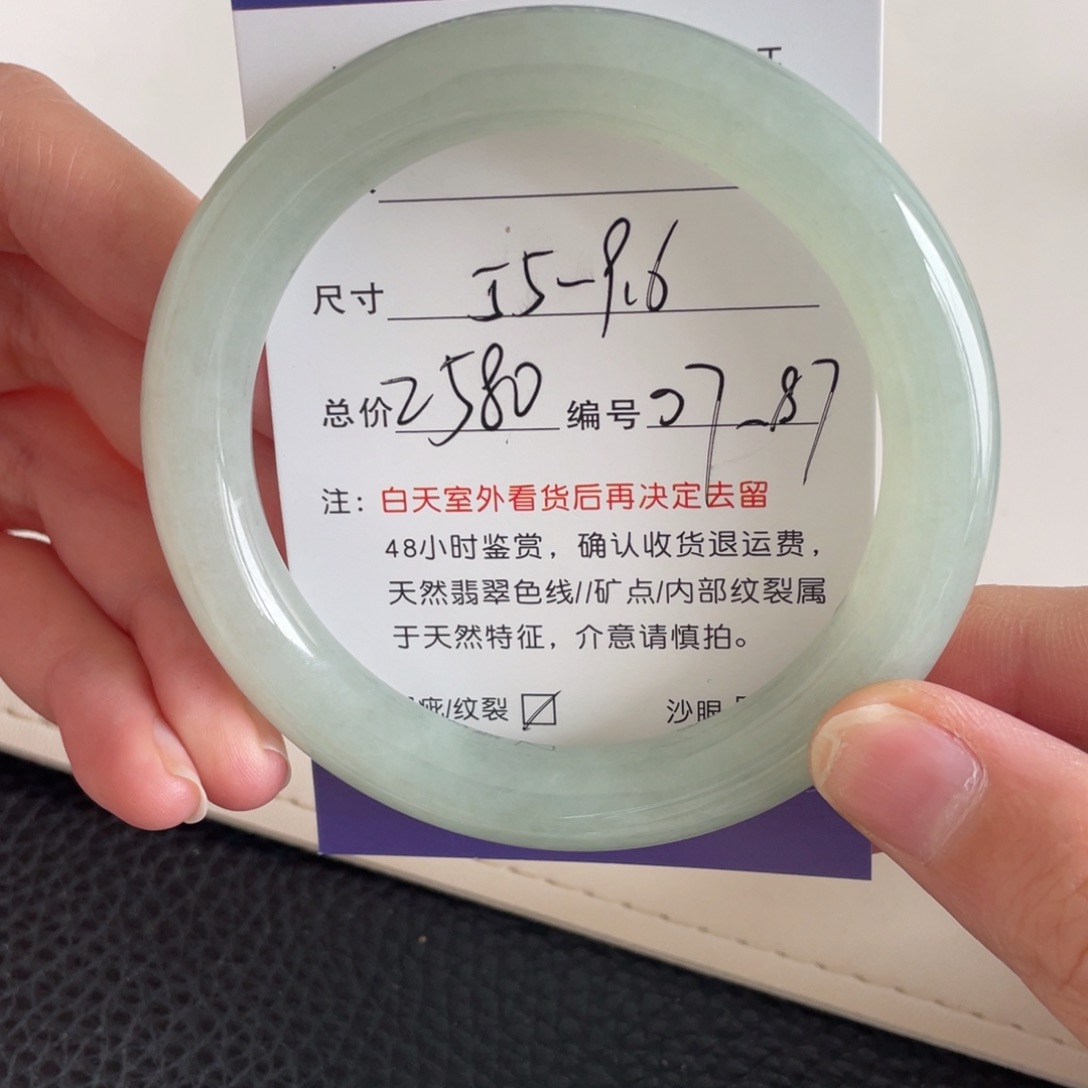 尺寸 55-9.6
总价 2580 编号 07-87
注：白天室外看货后再决定去留
48小时鉴赏，确认收货退运费，
天然翡翠色线//矿点/内部纹裂属
于天然特征，介意请慎拍。
疵/纹裂 沙眼